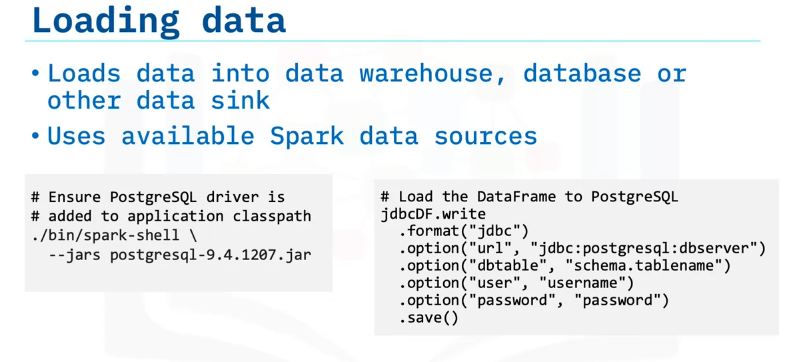 Loading data
• Loads data into data warehouse, database or
other data sink
• Uses available Spark data sources
# Ensure PostgreSQL driver is
# added to application classpath
./bin/spark-shell \
  --jars postgresql-9.4.1207.jar
# Load the DataFrame to PostgreSQL
jdbcDF.write
  .format("jdbc")
  .option("url", "jdbc:postgresql:dbserver")
  .option("dbtable", "schema.tablename")
  .option("user", "username")
  .option("password", "password")
  .save()